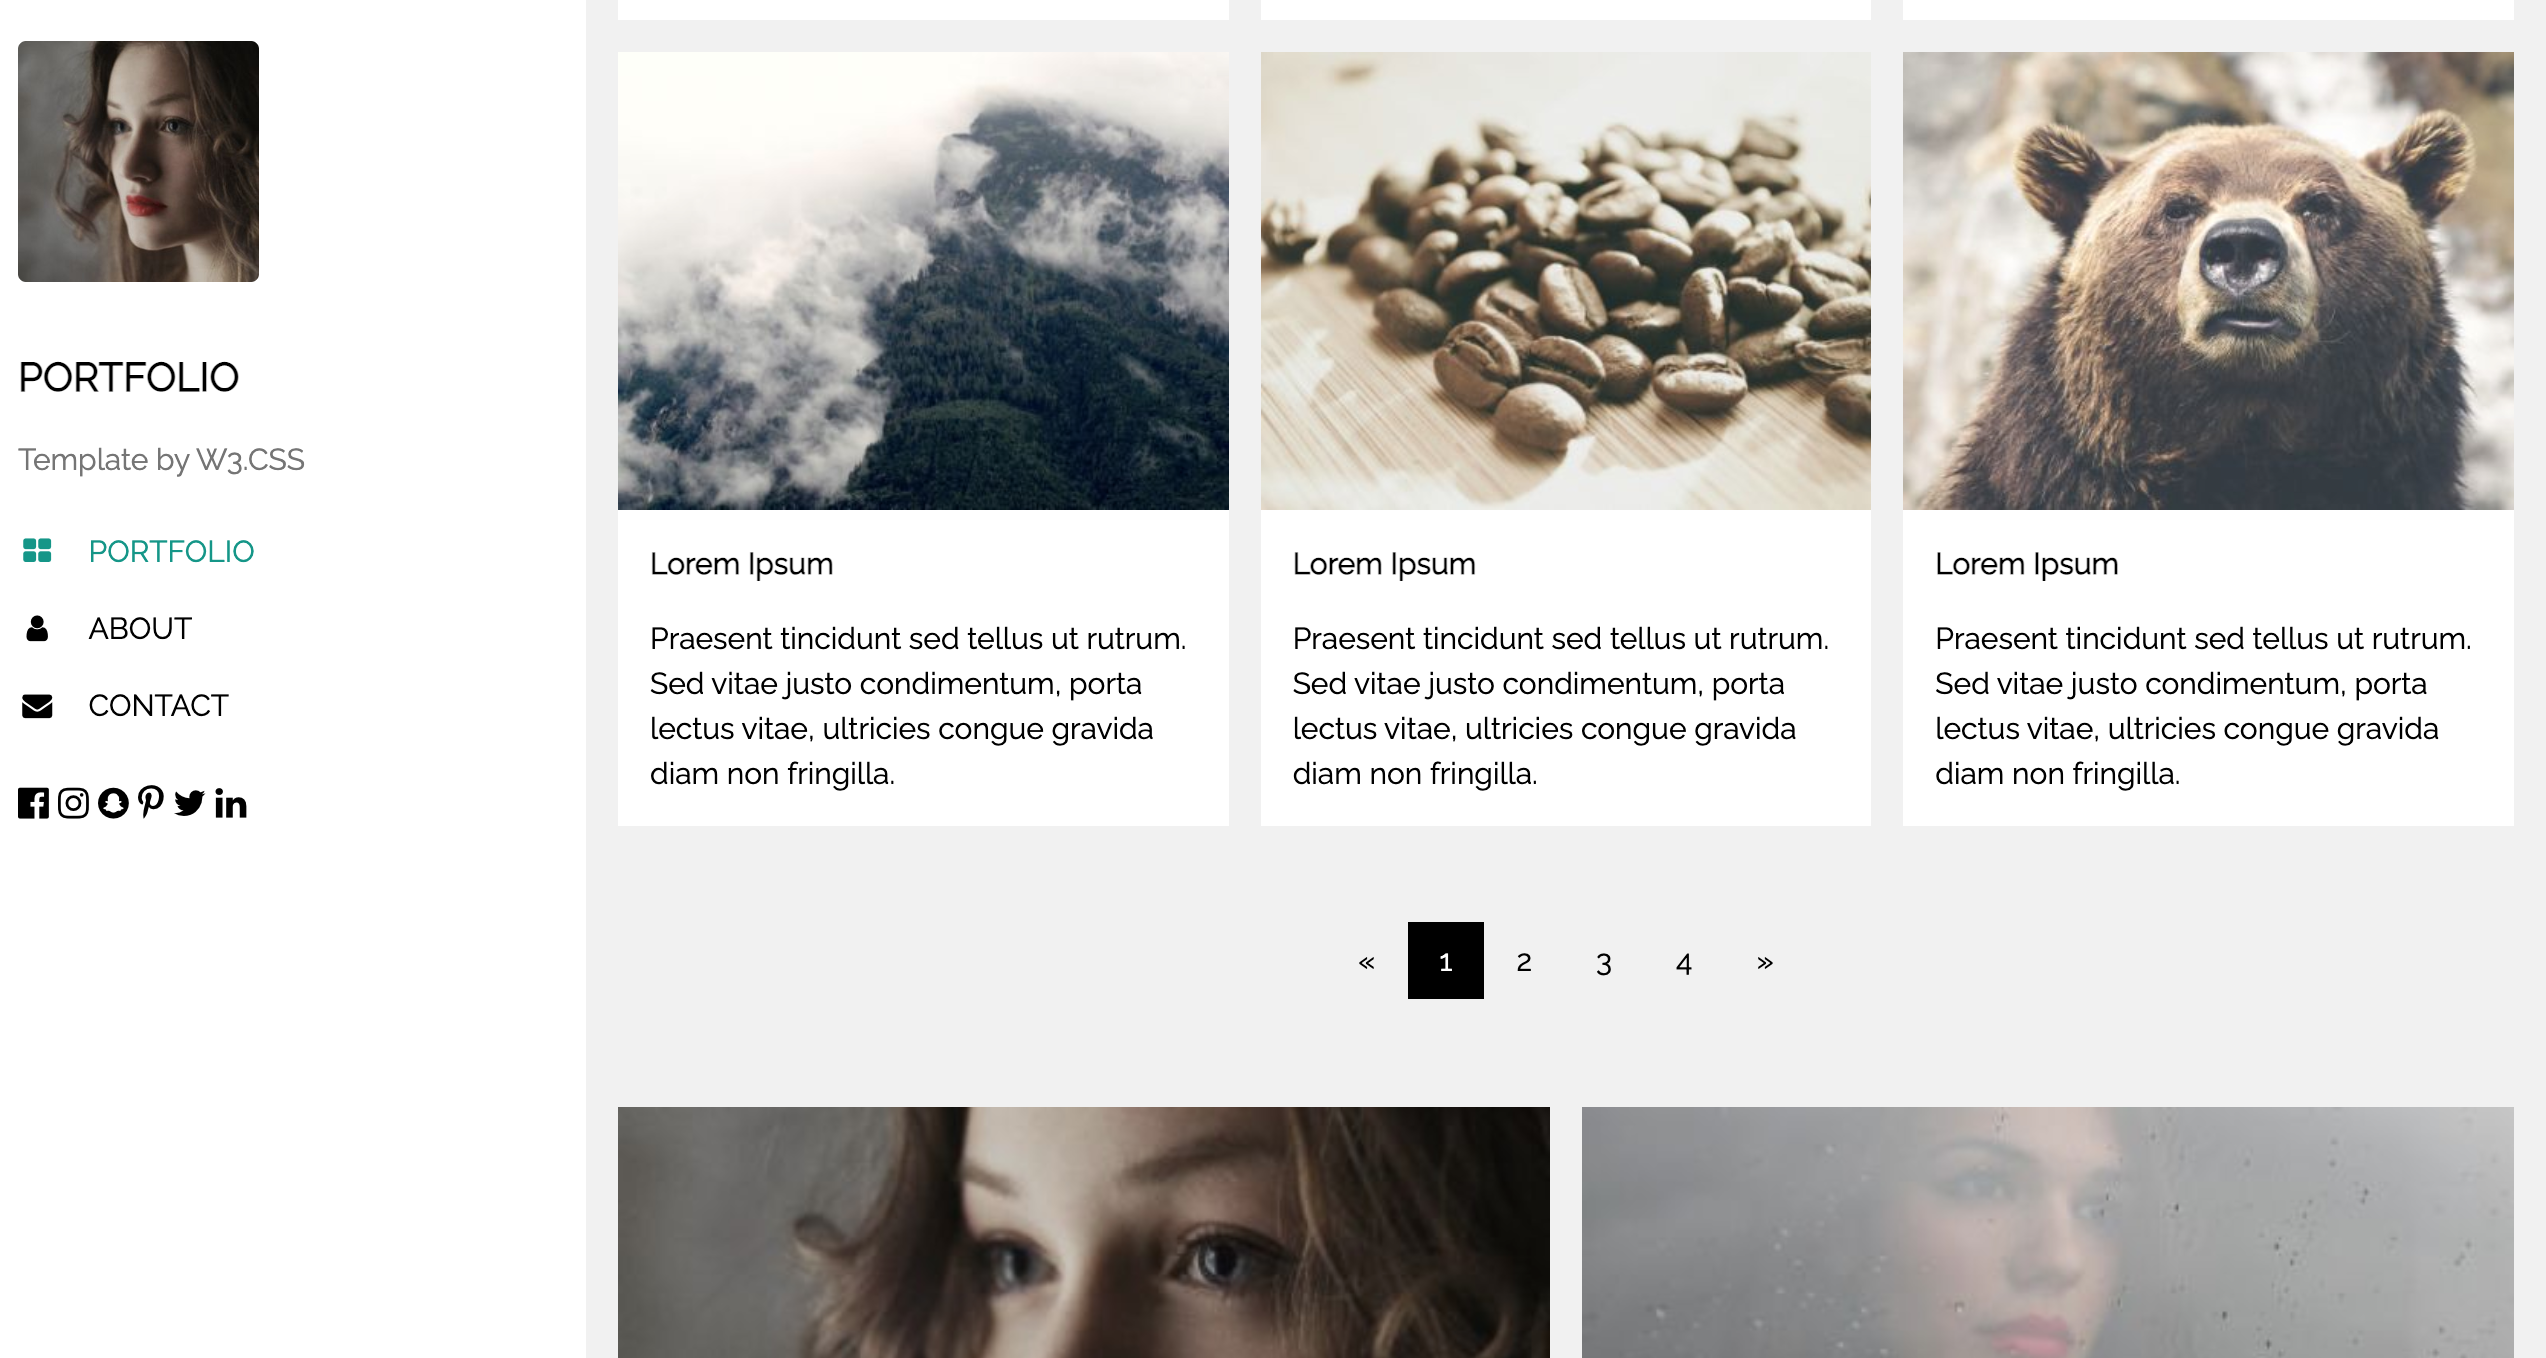 PORTFOLIO
Template by W3.CSS
PORTFOLIO
ABOUT
CONTACT
Lorem Ipsum
Praesent tincidunt sed tellus ut rutrum.
Sed vitae justo condimentum, porta
lectus vitae, ultricies congue gravida
diam non fringilla.
Lorem Ipsum
Praesent tincidunt sed tellus ut rutrum.
Sed vitae justo condimentum, porta
lectus vitae, ultricies congue gravida
diam non fringilla.
Lorem Ipsum
Praesent tincidunt sed tellus ut rutrum.
Sed vitae justo condimentum, porta
lectus vitae, ultricies congue gravida
diam non fringilla.
« 1 2 3 4 »